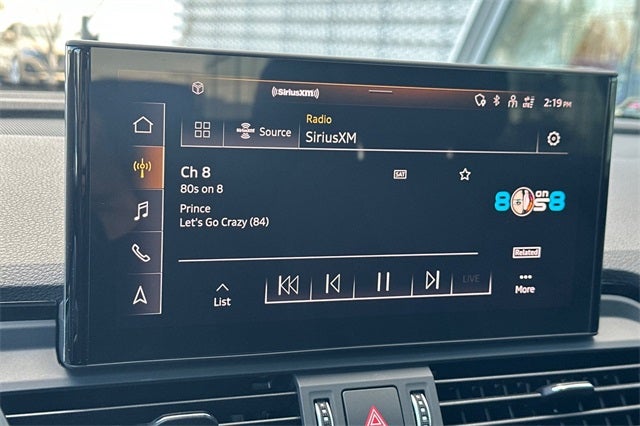 ((SiriusXM))
2:19 PM
SiriusXM Source
Radio
SiriusXM
Ch 8
SAT
80s on 8
80s on 8
Prince
Let's Go Crazy (84)
Related
List
LIVE
More